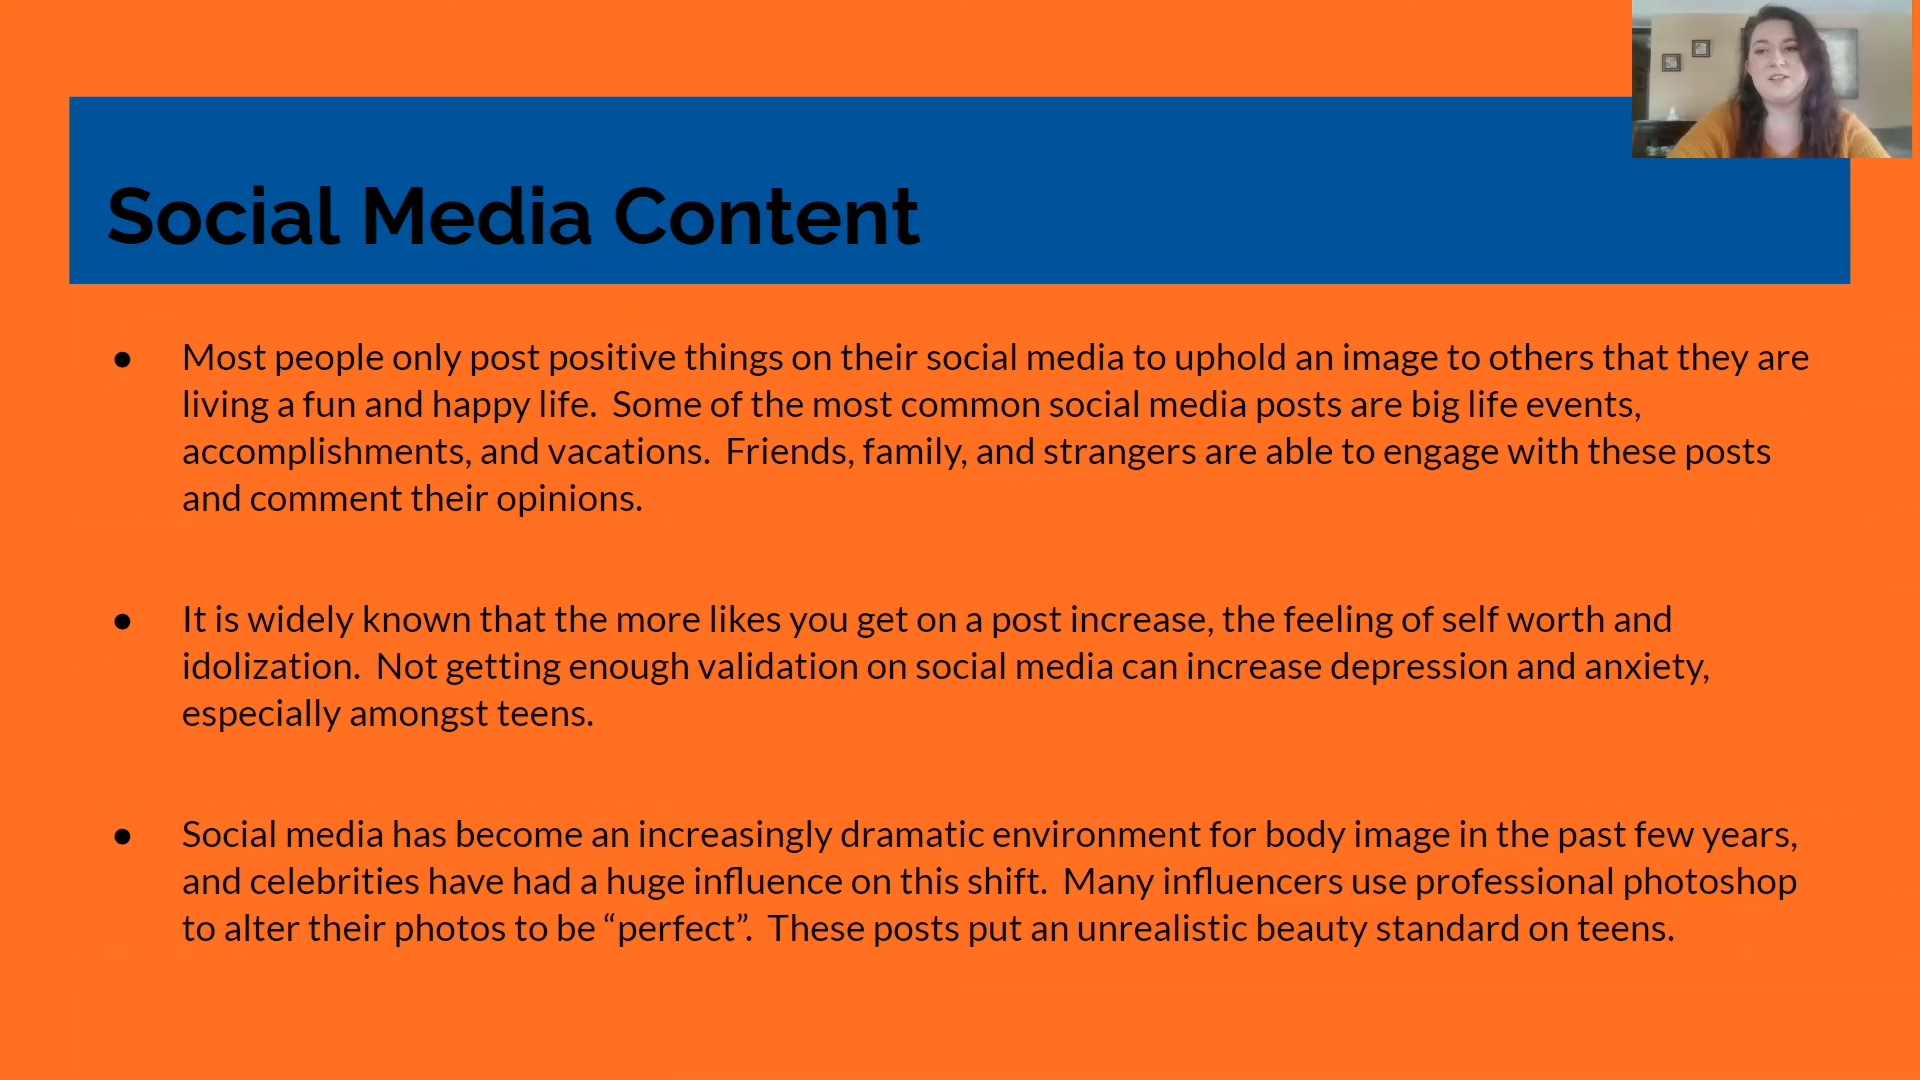 Social Media Content
● Most people only post positive things on their social media to uphold an image to others that they are
living a fun and happy life.  Some of the most common social media posts are big life events,
accomplishments, and vacations.  Friends, family, and strangers are able to engage with these posts
and comment their opinions.
● It is widely known that the more likes you get on a post increase, the feeling of self worth and
idolization.  Not getting enough validation on social media can increase depression and anxiety,
especially amongst teens.
● Social media has become an increasingly dramatic environment for body image in the past few years,
and celebrities have had a huge influence on this shift.  Many influencers use professional photoshop
to alter their photos to be “perfect”.  These posts put an unrealistic beauty standard on teens.